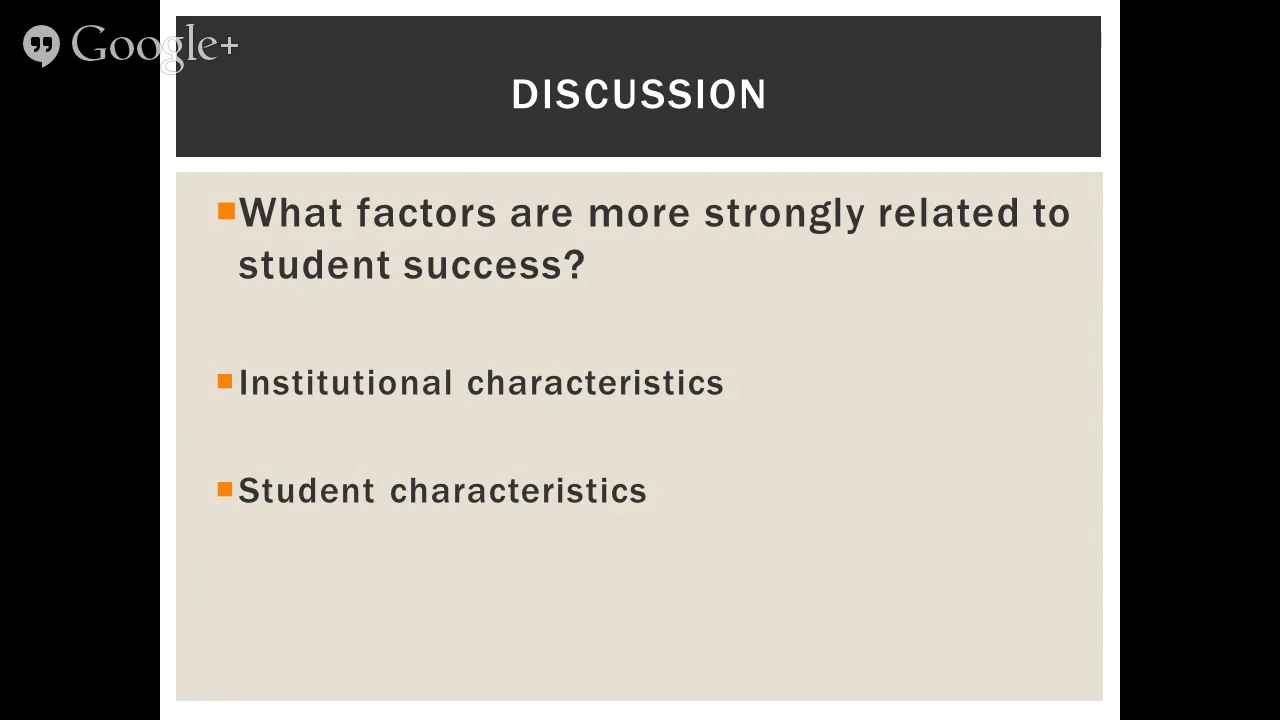 Google+
DISCUSSION
What factors are more strongly related to
student success?
Institutional characteristics
Student characteristics